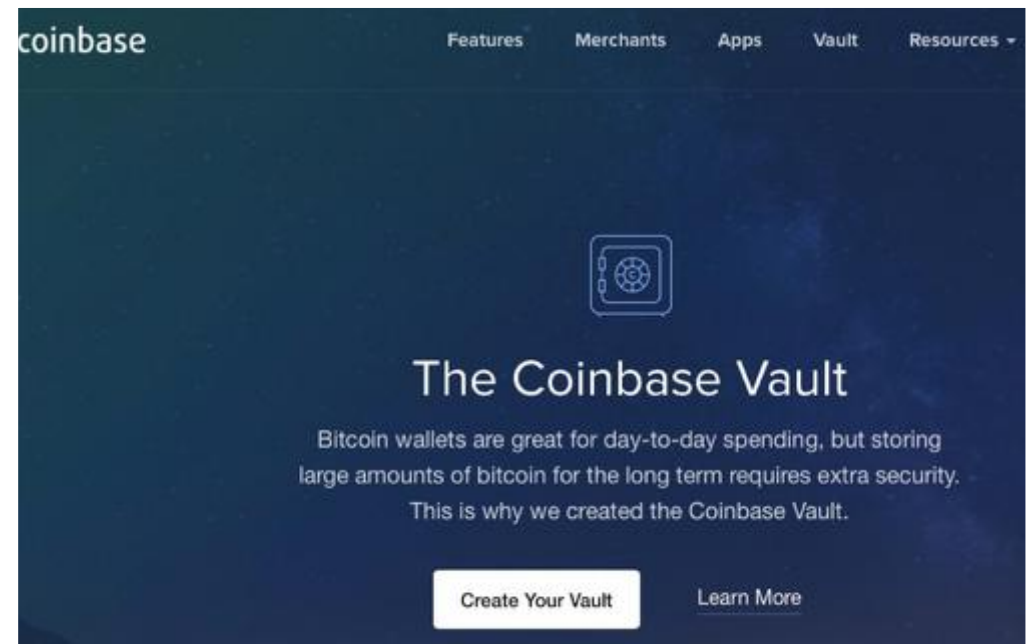 coinbase Features Merchants Apps Vault Resources
The Coinbase Vault
Bitcoin wallets are great for day-to-day spending, but storing
large amounts of bitcoin for the long term requires extra security.
This is why we created the Coinbase Vault.
Create Your Vault Learn More